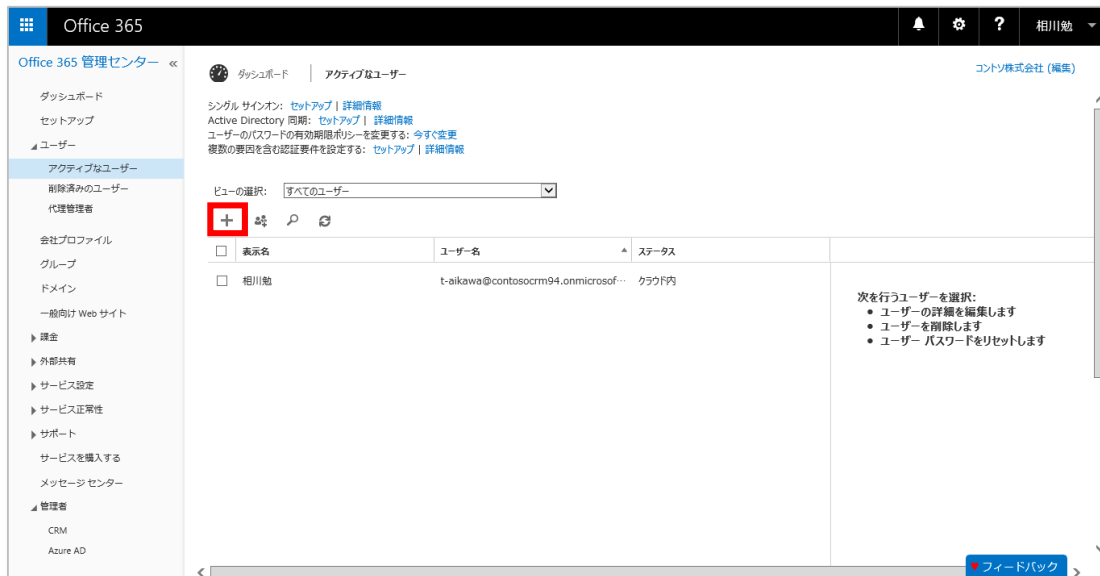 Office 365
?
相川勉
Office 365 管理センター «
ダッシュボード
セットアップ
ユーザー
アクティブなユーザー
削除済みのユーザー
代理管理者
会社プロファイル
グループ
ドメイン
一般向け Web サイト
課金
外部共有
サービス設定
サービス正常性
サポート
サービスを購入する
メッセージ センター
管理者
CRM
Azure AD
ダッシュボード | アクティブなユーザー
コントソ株式会社 (編集)
シングル サインオン: セットアップ | 詳細情報
Active Directory 同期: セットアップ | 詳細情報
ユーザーのパスワードの有効期限ポリシーを変更する: 今すぐ変更
複数の要因を含む認証要件を設定する: セットアップ | 詳細情報
ビューの選択: すべてのユーザー
表示名 ユーザー名 ステータス
相川勉 t-aikawa@contosocrm94.onmicrosof… クラウド内
次を行うユーザーを選択:
• ユーザーの詳細を編集します
• ユーザーを削除します
• ユーザー パスワードをリセットします
フィードバック